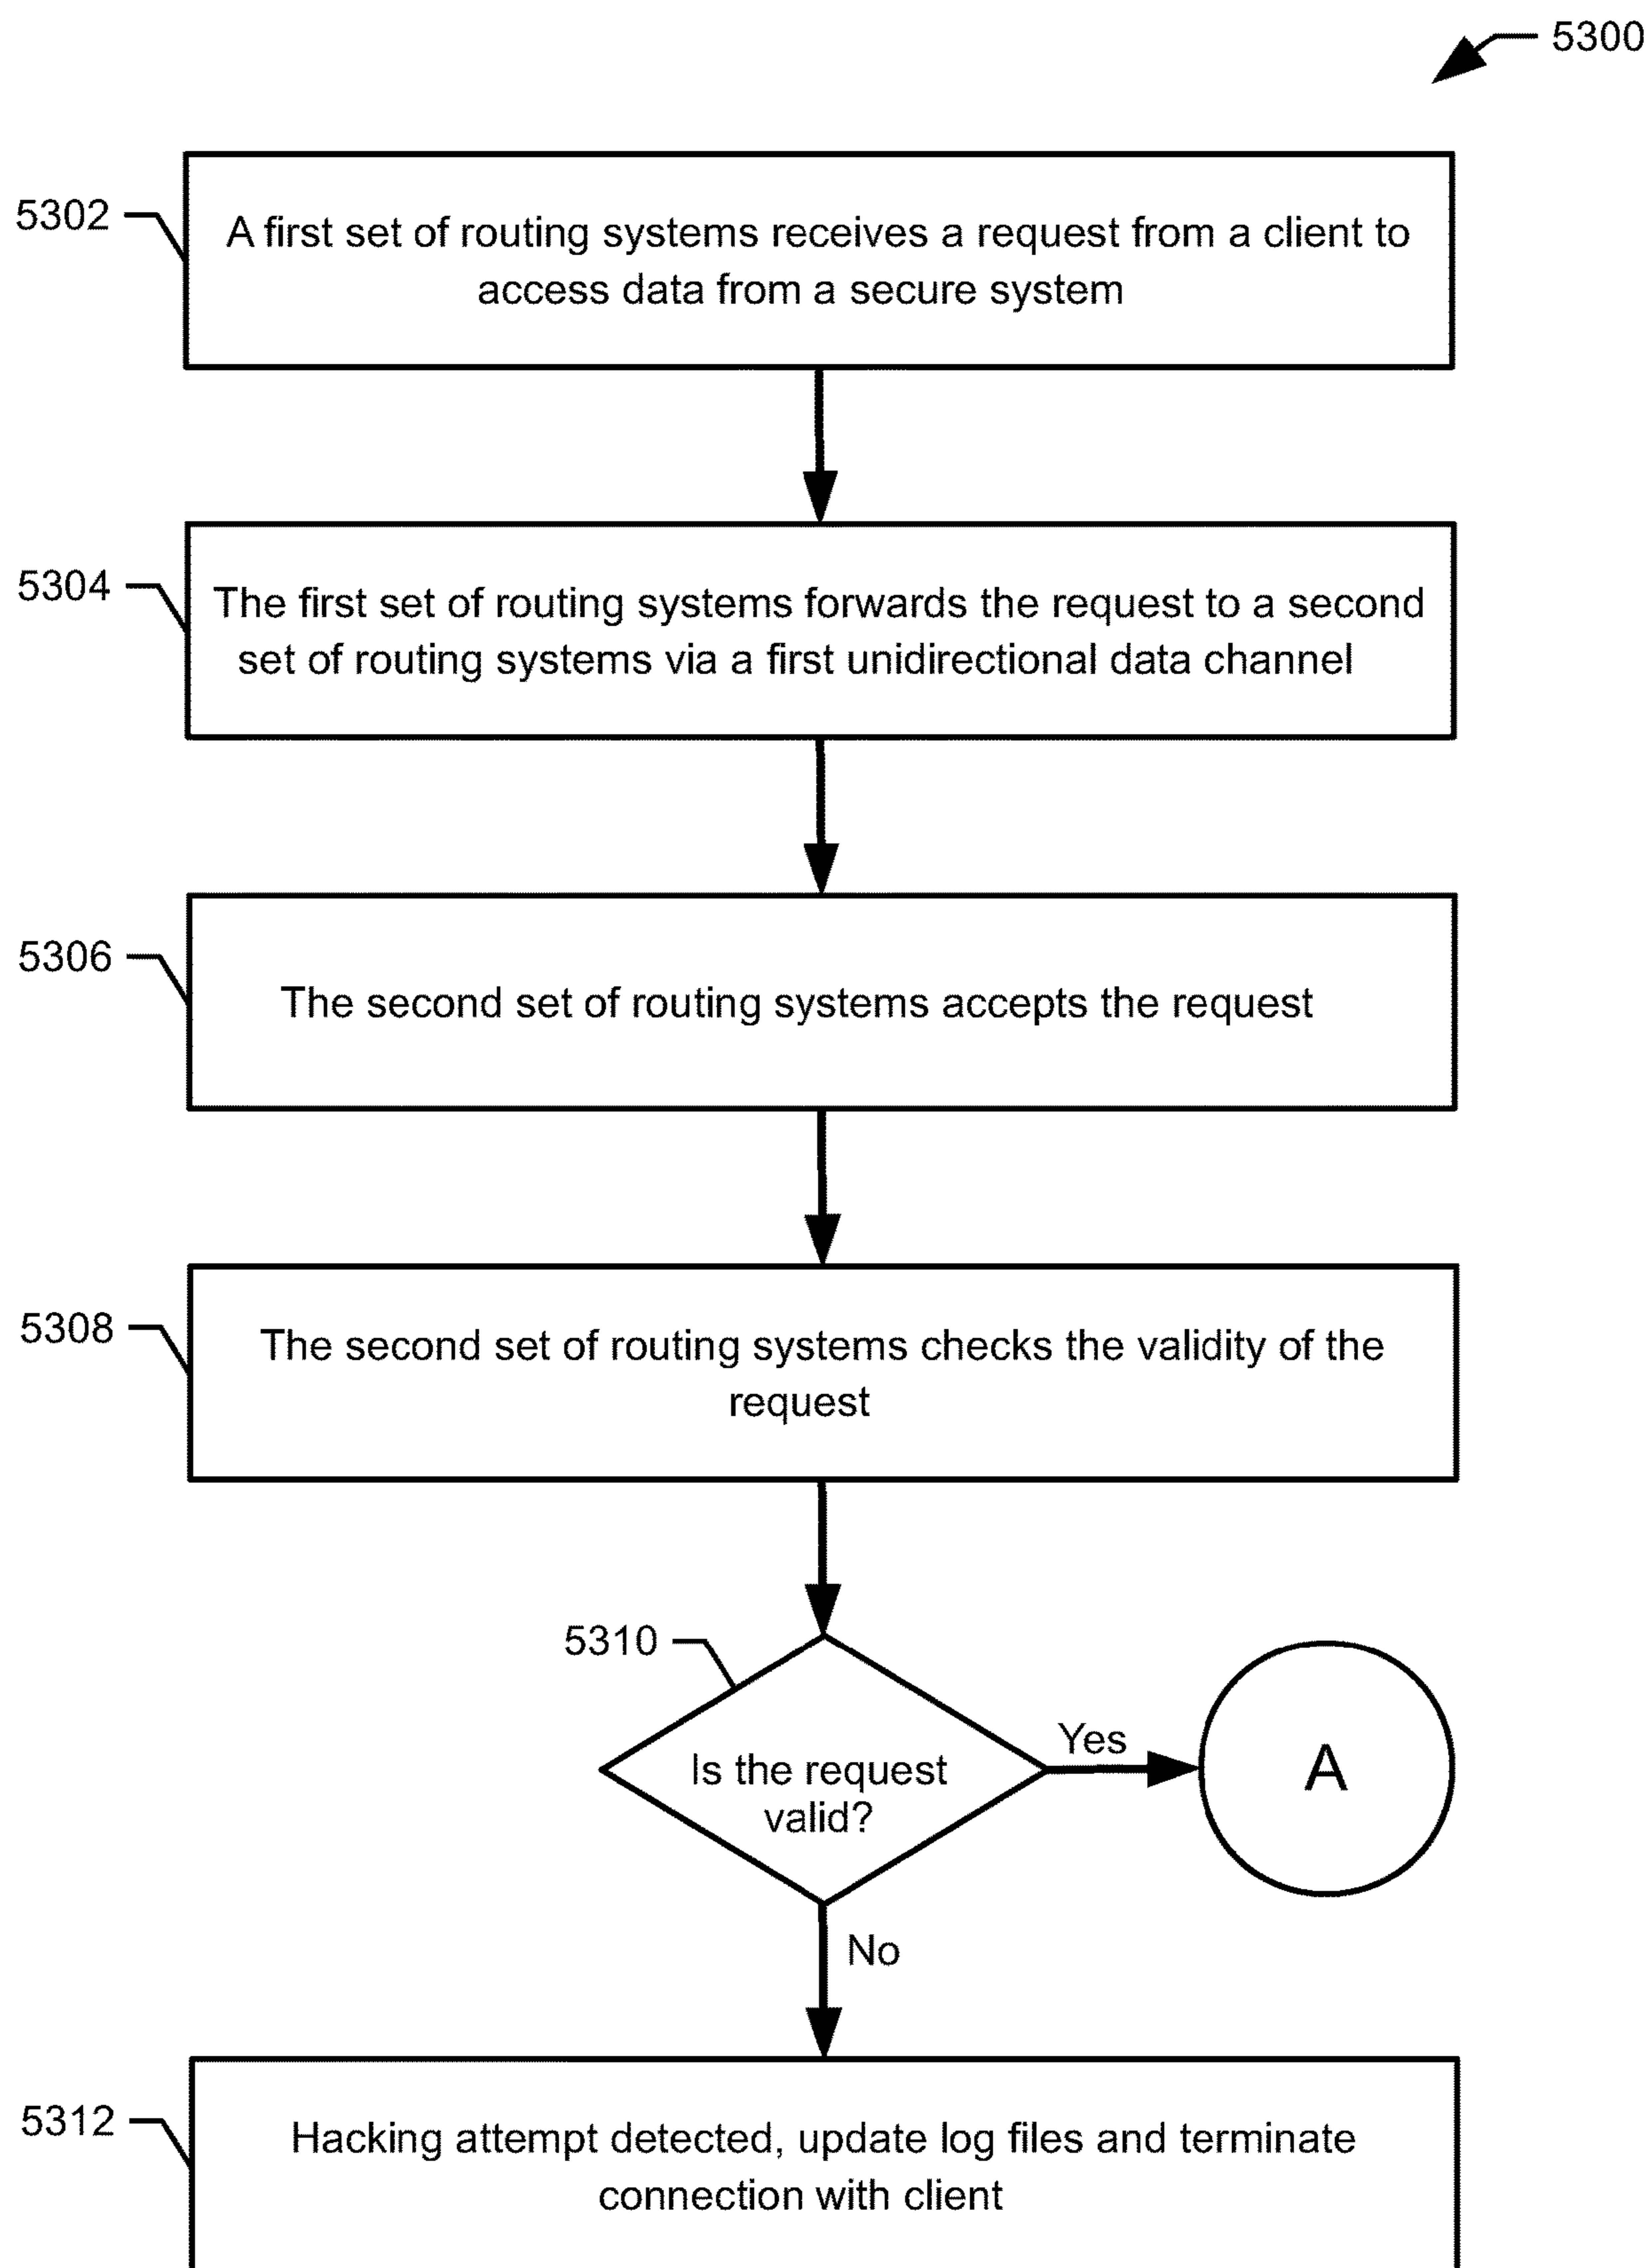 5300
5302
A first set of routing systems receives a request from a client to
access data from a secure system
5304
The first set of routing systems forwards the request to a second
set of routing systems via a first unidirectional data channel
5306
The second set of routing systems accepts the request
5308
The second set of routing systems checks the validity of the
request
5310
Is the request
valid?
Yes
A
No
5312
Hacking attempt detected, update log files and terminate
connection with client